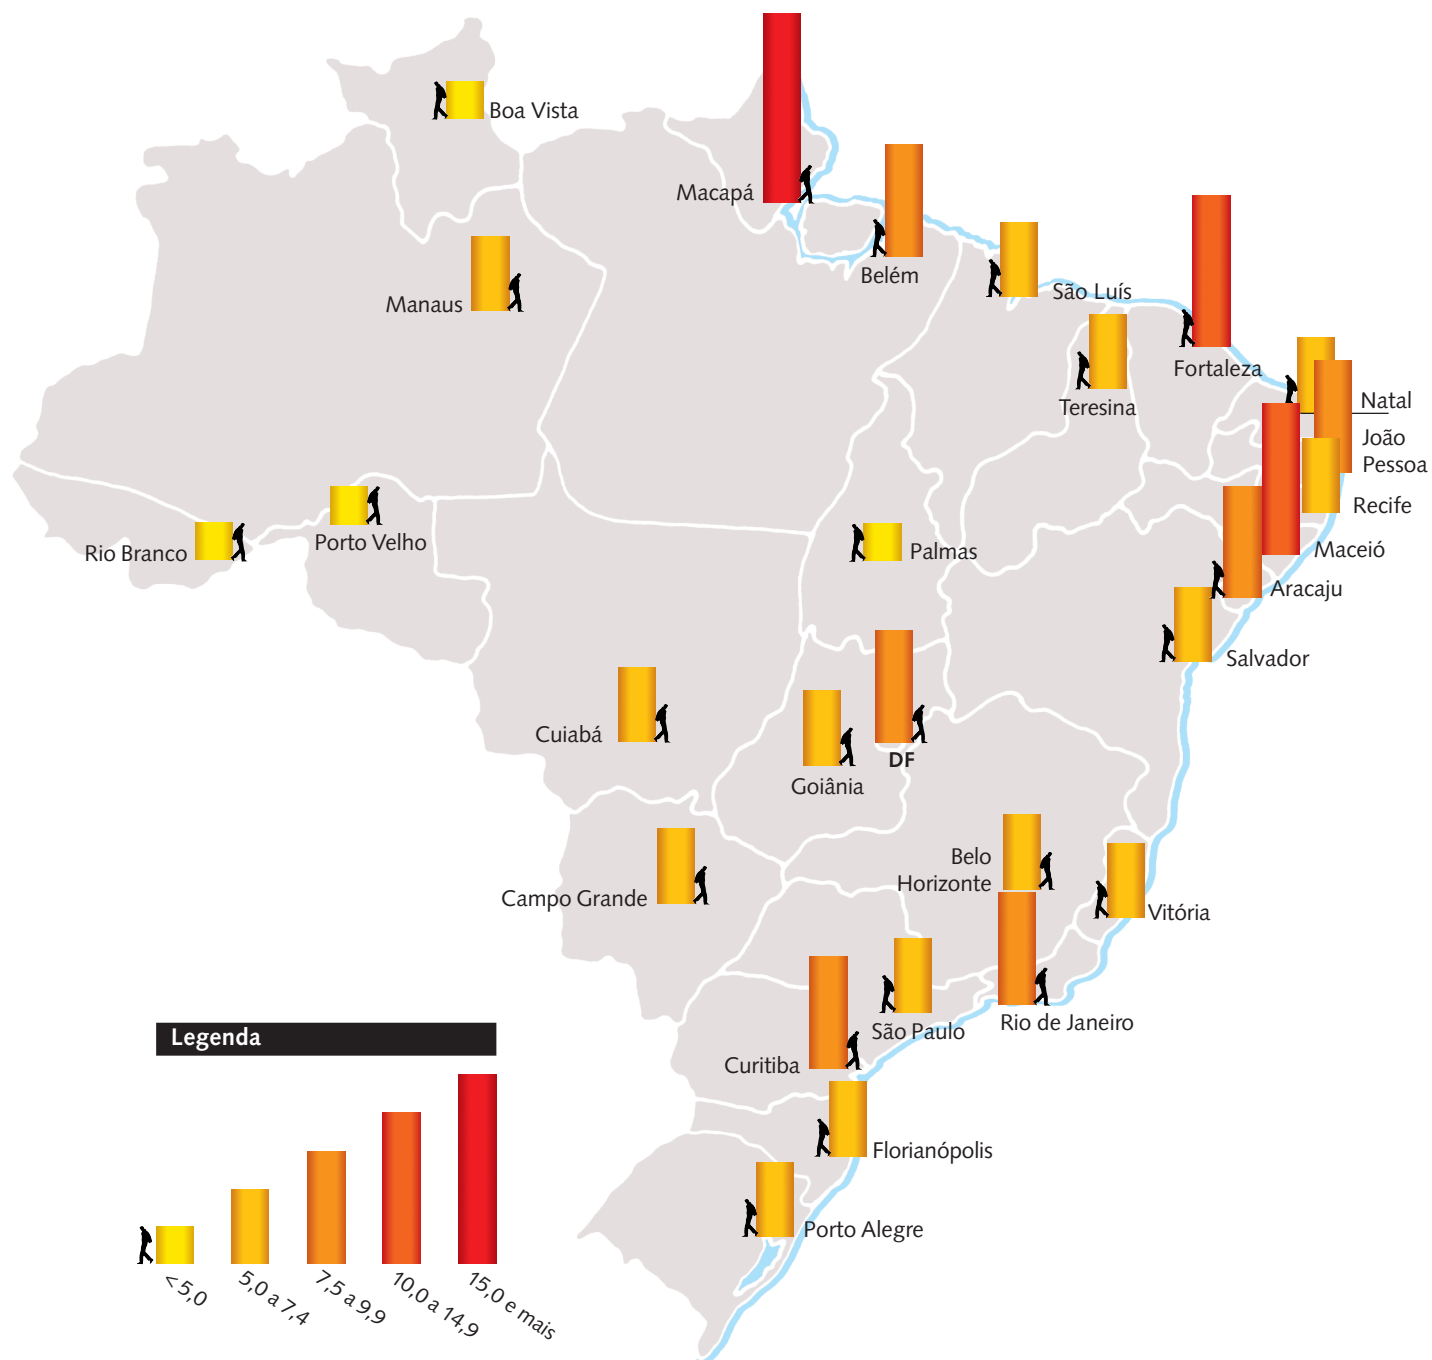 Boa Vista
Macapá
Belém
Manaus
São Luís
Fortaleza
Teresina
Natal
João
Pessoa
Recife
Maceió
Aracaju
Salvador
Rio Branco
Porto Velho
Palmas
Cuiabá
Goiânia
DF
Belo
Horizonte
Campo Grande
Vitória
São Paulo
Rio de Janeiro
Curitiba
Florianópolis
Porto Alegre
Legenda
< 5,0
5,0 a 7,4
7,5 a 9,9
10,0 a 14,9
15,0 e mais